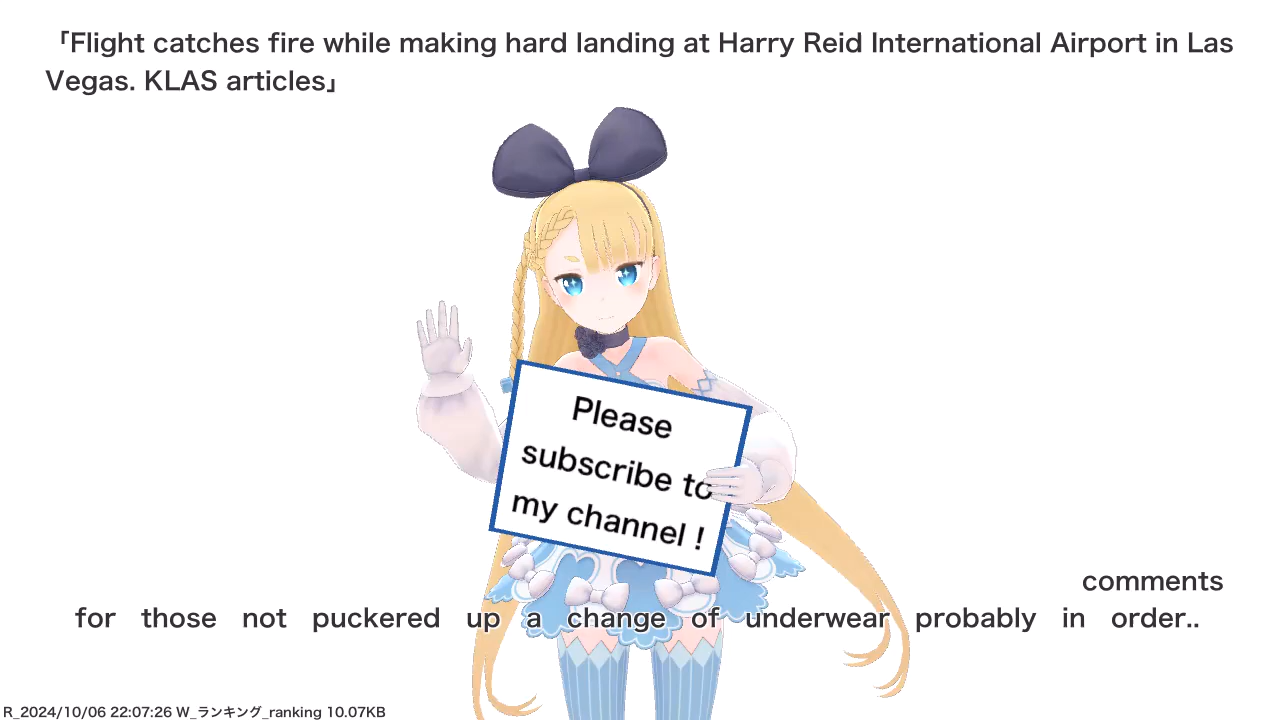 「Flight catches fire while making hard landing at Harry Reid International Airport in Las
Vegas. KLAS articles」
Please
subscribe to
my channel !
comments
for those not puckered up a change of underwear probably in order..
R_2024/10/06 22:07:26 W_ランキング_ranking 10.07KB